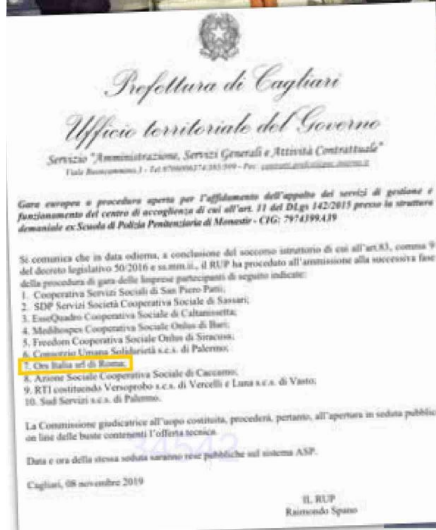 Prefettura di Cagliari
Ufficio territoriale del Governo
Servizio "Amministrazione, Servizi Generali e Attività Contrattuale"
Viale Buoncammino,
Gara europea a procedura aperta per l'affidamento dell'appalto dei servizi di gestione e
funzionamento del centro di accoglienza di cui all'art. 11 del DLgs 142/2015 presso la struttura
demaniale ex Scuola di Polizia Penitenziaria di Monastir - CIG: 7974399A39
Si comunica che in data odierna, a conclusione del soccorso istruttorio di cui all'art.83, comma 9
del decreto legislativo 50/2016 e ss.mm.ii., il RUP ha proceduto all'ammissione alla successiva fase
della procedura di gara delle imprese partecipanti di seguito indicate:
1. Cooperativa Servizi Sociali di San Piero Patti;
2. SDP Servizi Società Cooperativa Sociale di Sassari;
3. EsseQuadro Cooperativa Sociale di Caltanissetta;
4. Medihospes Cooperativa Sociale Onlus di Bari;
5. Freedom Cooperativa Sociale Onlus di Siracusa;
6. Consorzio Umana Solidarietà s.c.s. di Palermo;
7. Ors Italia srl di Roma;
8. Azione Sociale Cooperativa Sociale di Caccamo;
9. RTI costituendo Versoprobo s.c.s. di Vercelli e Luna s.c.s. di Vasto;
10. Sud Servizi s.c.s. di Palermo.
La Commissione giudicatrice all'uopo costituita, procederà, pertanto, all'apertura in seduta pubblica
on line delle buste contenenti l'offerta tecnica.
Data e ora della stessa seduta saranno rese pubbliche sul sistema ASP.
Cagliari, 08 novembre 2019
IL RUP
Raimondo Spano